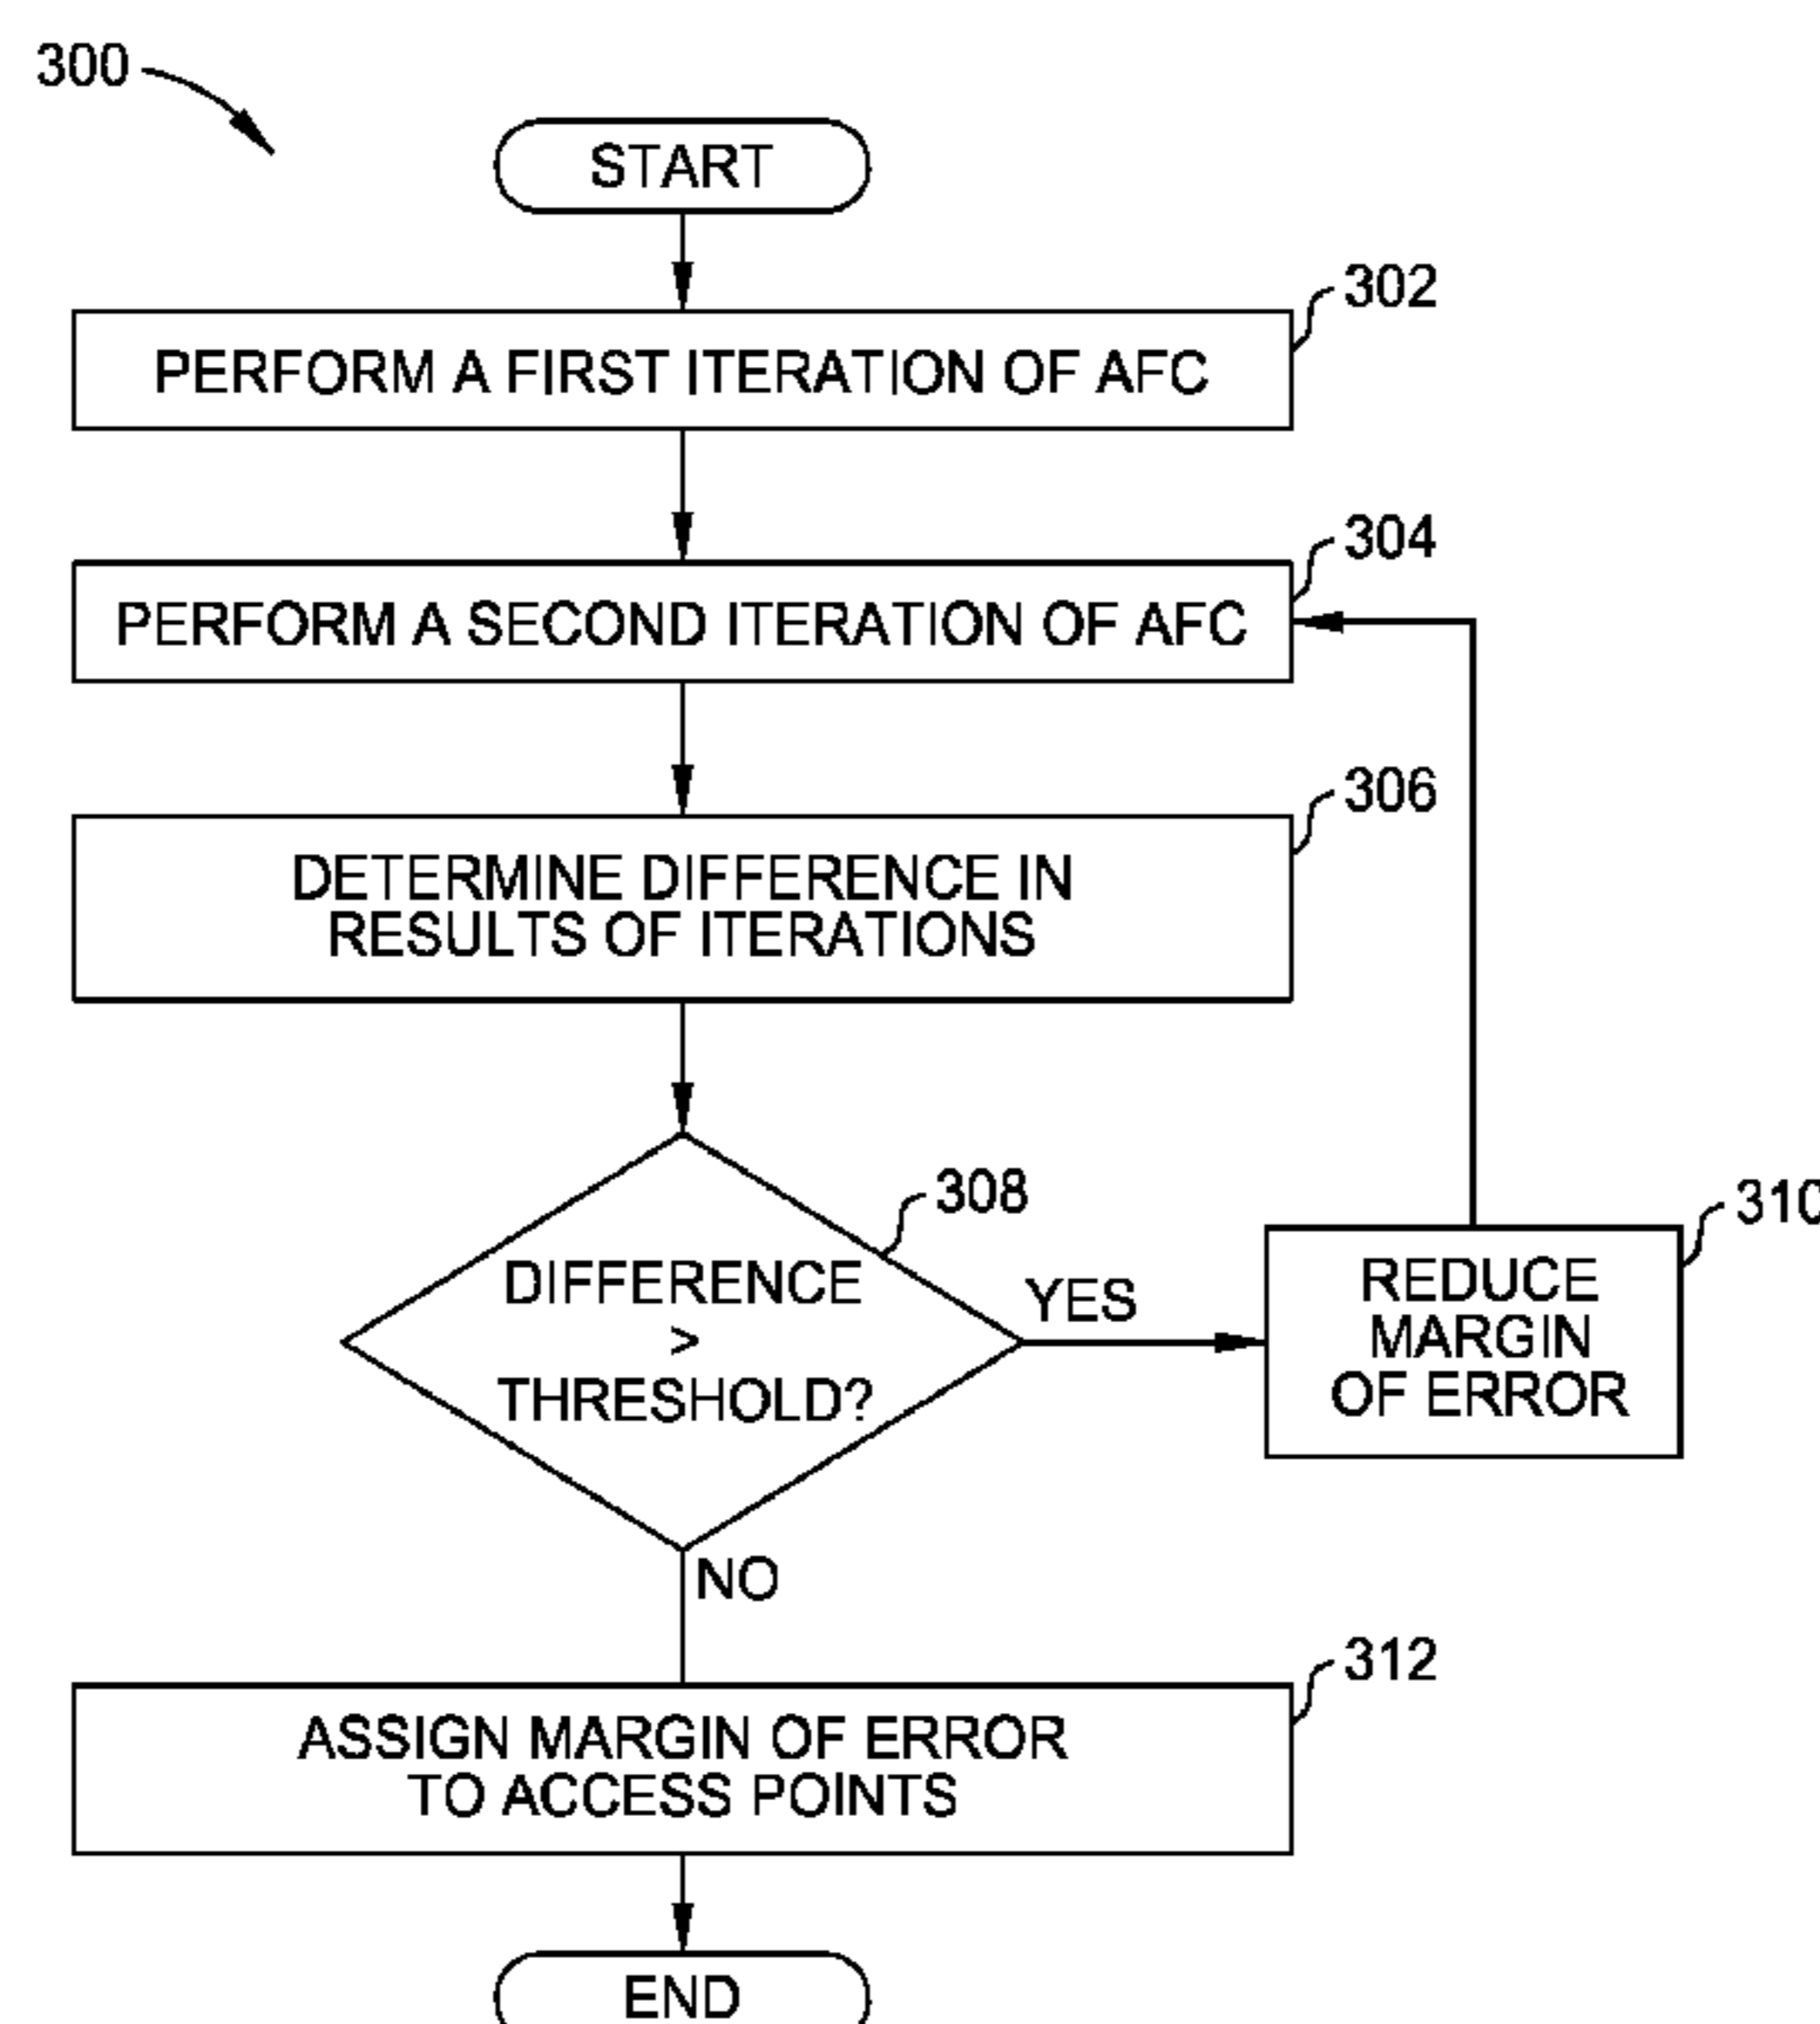 300
START
302
PERFORM A FIRST ITERATION OF AFC
304
PERFORM A SECOND ITERATION OF AFC
306
DETERMINE DIFFERENCE IN
RESULTS OF ITERATIONS
308
DIFFERENCE
>
THRESHOLD?
YES
310
REDUCE
MARGIN
OF ERROR
NO
312
ASSIGN MARGIN OF ERROR
TO ACCESS POINTS
END